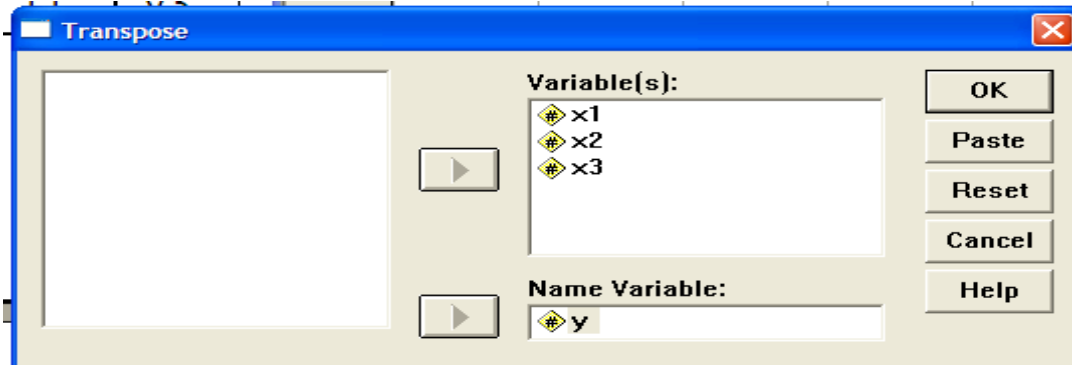 Transpose
Variable(s):
# x1
# x2
# x3
Name Variable:
# y
OK
Paste
Reset
Cancel
Help